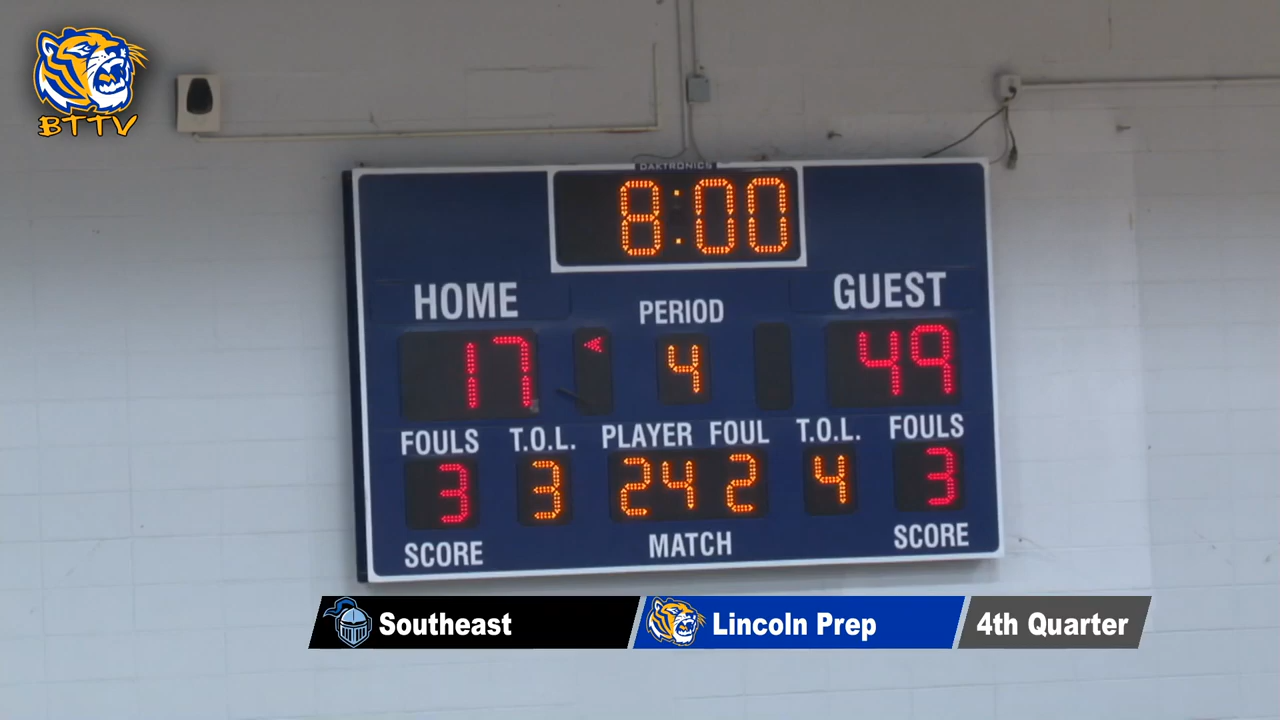 BTTV
DAKTRONICS
8:00
HOME
PERIOD
GUEST
17
4
49
FOULS T.O.L. PLAYER FOUL T.O.L. FOULS
3 3 24 2 4 3
SCORE MATCH SCORE
Southeast Lincoln Prep 4th Quarter